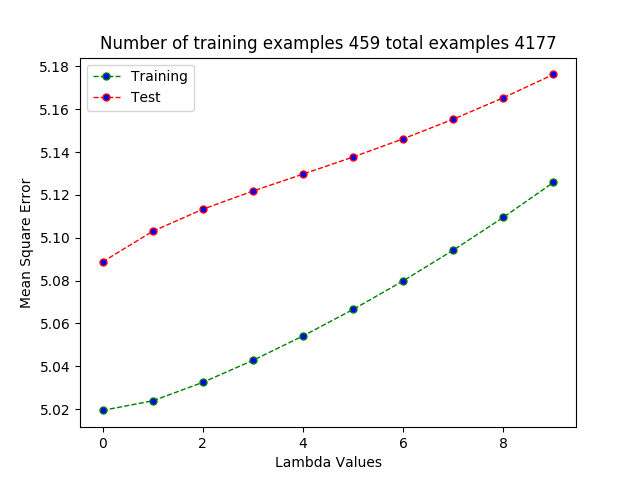 Number of training examples 459 total examples 4177
Training
Test
5.18
5.16
5.14
5.12
5.10
5.08
5.06
5.04
5.02
Mean Square Error
0 2 4 6 8
Lambda Values